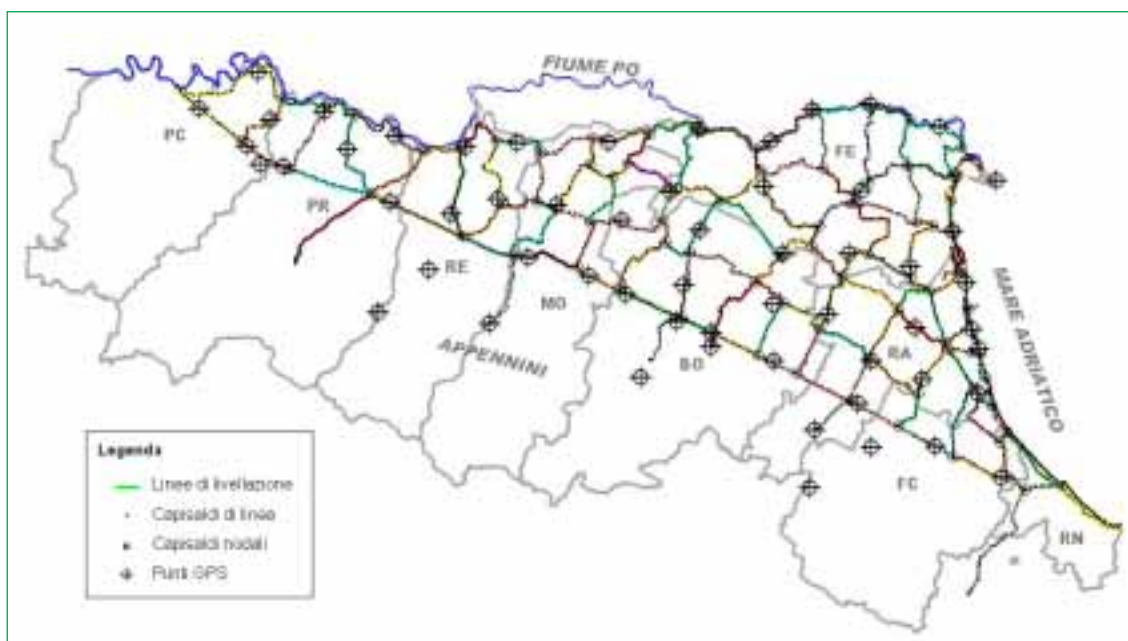 FIUME PO
PC
FE
PR
RE
MO
MARE ADRIATICO
APPENNINI
BO
RA
FC
RN
Legenda
Linee di livellazione
Capisaldi di linea
Capisaldi nodali
Punti GPS